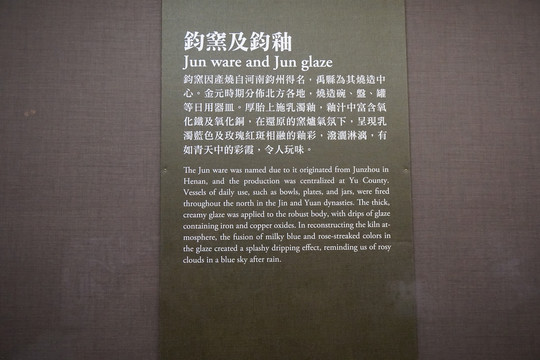 鈞窯及鈞釉
Jun ware and Jun glaze
鈞窯因產燒自河南鈞州得名，禹縣為其燒造中
心。金元時期分佈北方各地，燒造碗、盤、罐
等日用器皿。厚胎上施乳濁釉，釉汁中富含氧
化鐵及氧化銅，在還原的窯爐氣氛下，呈現乳
濁藍色及玫瑰紅斑相融的釉彩，潑灑淋漓，有
如青天中的彩霞，令人玩味。
The Jun ware was named due to it originated from Junzhou in
Henan, and the production was centralized at Yu County.
Vessels of daily use, such as bowls, plates, and jars, were fired
throughout the north in the Jin and Yuan dynasties. The thick,
creamy glaze was applied to the robust body, with drips of glaze
containing iron and copper oxides. In reconstructing the kiln at-
mosphere, the fusion of milky blue and rose-streaked colors in
the glaze created a splashy dripping effect, reminding us of rosy
clouds in a blue sky after rain.